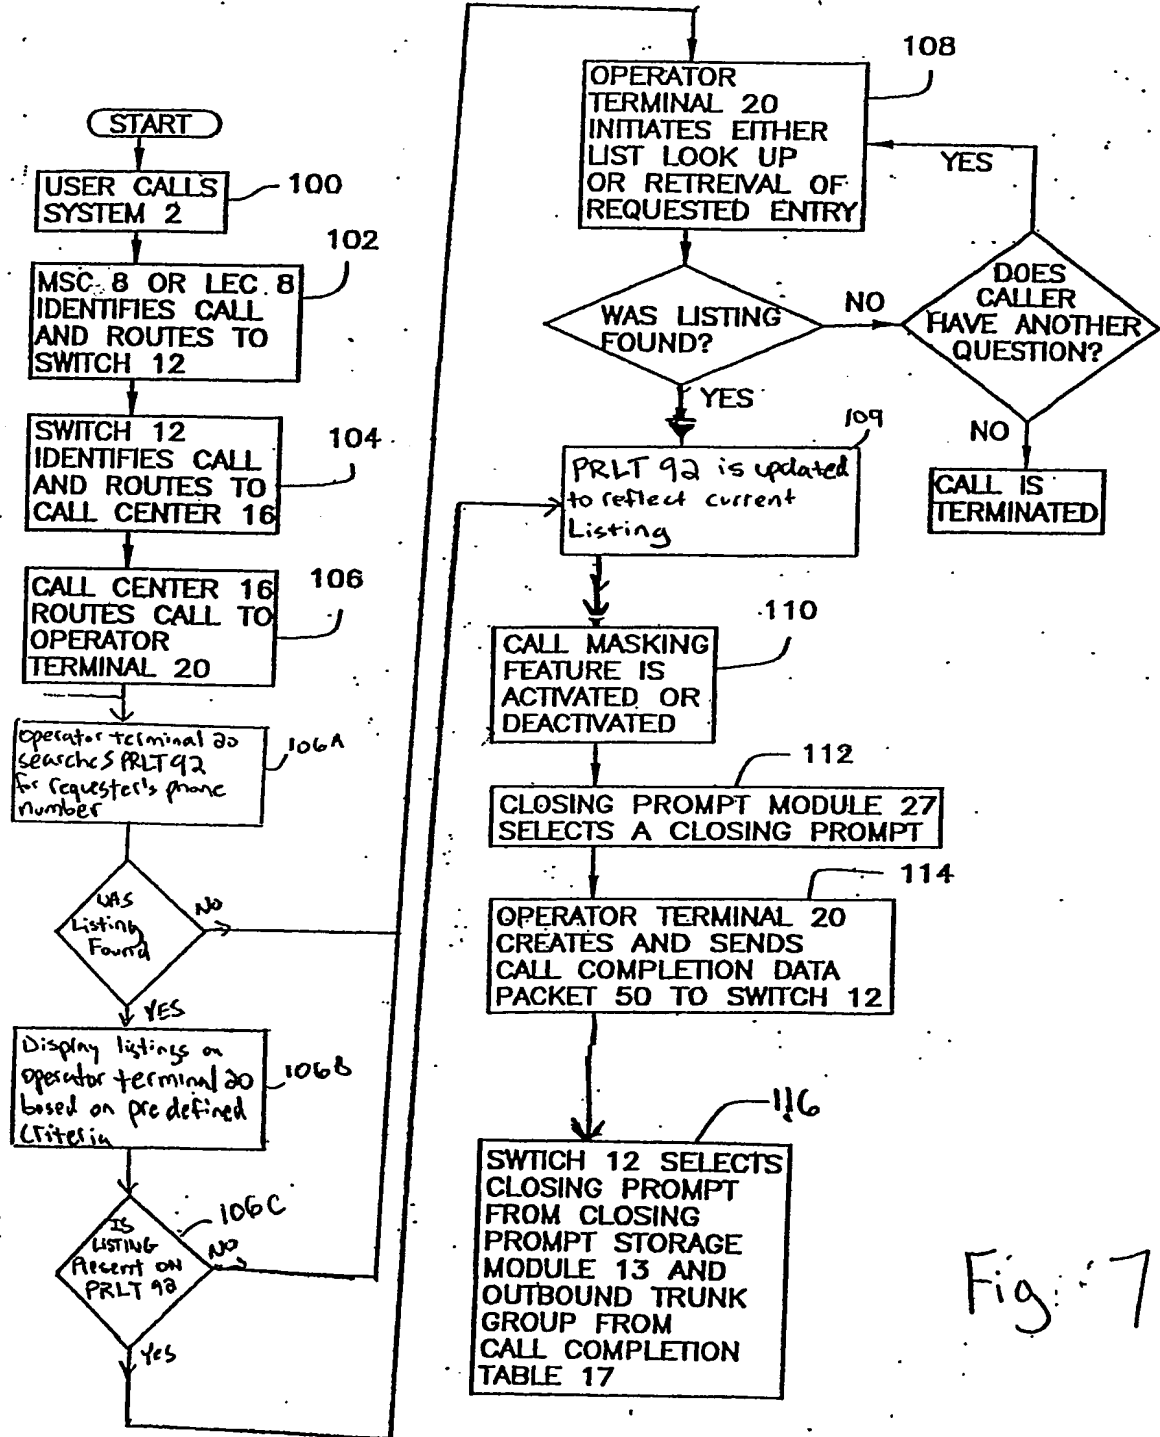 START
USER CALLS
SYSTEM 2
100
102
MSC 8 OR LEC 8
IDENTIFIES CALL
AND ROUTES TO
SWITCH 12
SWITCH 12
IDENTIFIES CALL
AND ROUTES TO
CALL CENTER 16
104
CALL CENTER 16
ROUTES CALL TO
OPERATOR
TERMINAL 20
106
Operator terminal 20
searches PRLT 92
for requester's phone
number
106A
WAS
Listing
Found
NO
YES
Display listings on
operator terminal 20
based on predefined
criteria
106B
106C
IS
LISTING
Present ON
PRLT 92
NO
Yes
108
OPERATOR
TERMINAL 20
INITIATES EITHER
LIST LOOK UP
OR RETREIVAL OF
REQUESTED ENTRY
YES
WAS LISTING
FOUND?
NO
DOES
CALLER
HAVE ANOTHER
QUESTION?
YES
NO
CALL IS
TERMINATED
109
PRLT 92 is updated
to reflect current
Listing
110
CALL MASKING
FEATURE IS
ACTIVATED OR
DEACTIVATED
112
CLOSING PROMPT MODULE 27
SELECTS A CLOSING PROMPT
114
OPERATOR TERMINAL 20
CREATES AND SENDS
CALL COMPLETION DATA
PACKET 50 TO SWITCH 12
116
SWTICH 12 SELECTS
CLOSING PROMPT
FROM CLOSING
PROMPT STORAGE
MODULE 13 AND
OUTBOUND TRUNK
GROUP FROM
CALL COMPLETION
TABLE 17
Fig. 7